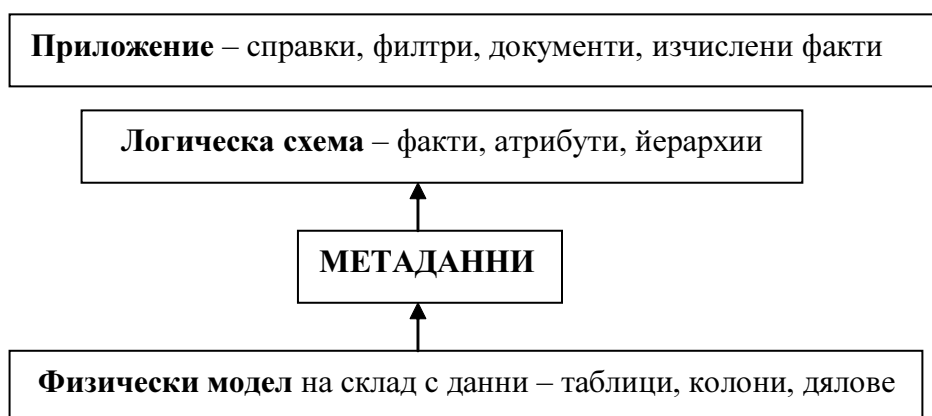 Приложение – справки, филтри, документи, изчислени факти
Логическа схема – факти, атрибути, йерархии
МЕТАДАННИ
Физически модел на склад с данни – таблици, колони, дялове